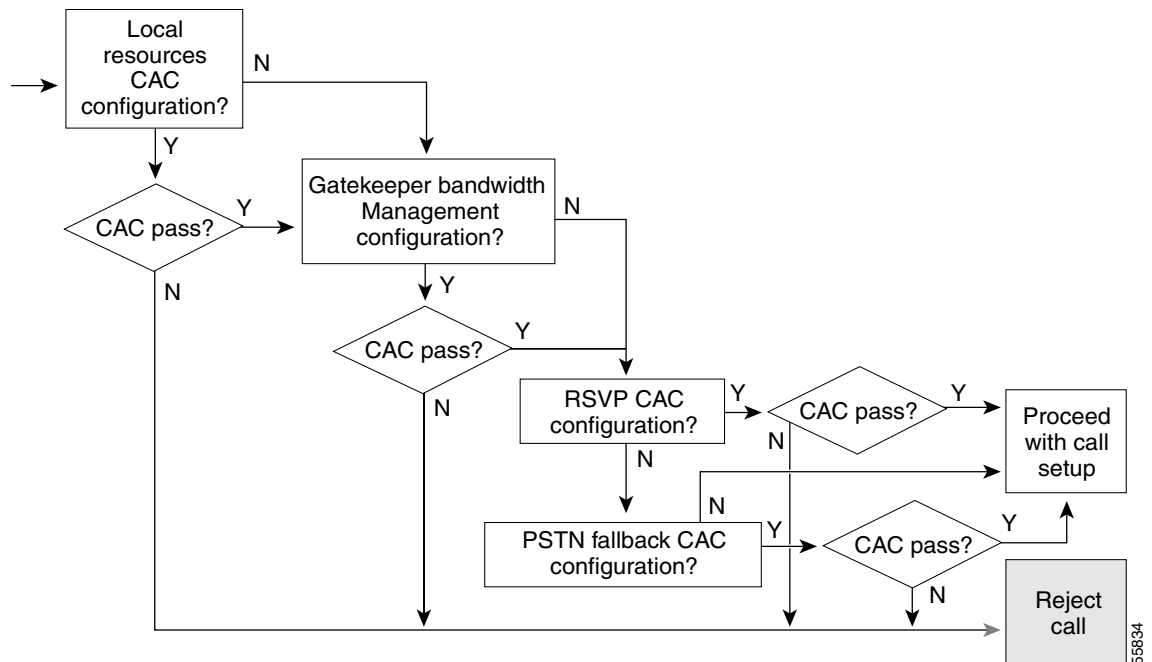 Local
resources
CAC
configuration?
N
Y
CAC pass?
Y
N
Gatekeeper bandwidth
Management
configuration?
N
Y
CAC pass?
Y
N
RSVP CAC
configuration?
Y
N
CAC pass?
Y
N
Proceed
with call
setup
PSTN fallback CAC
configuration?
N
Y
CAC pass?
Y
N
Reject
call
55834